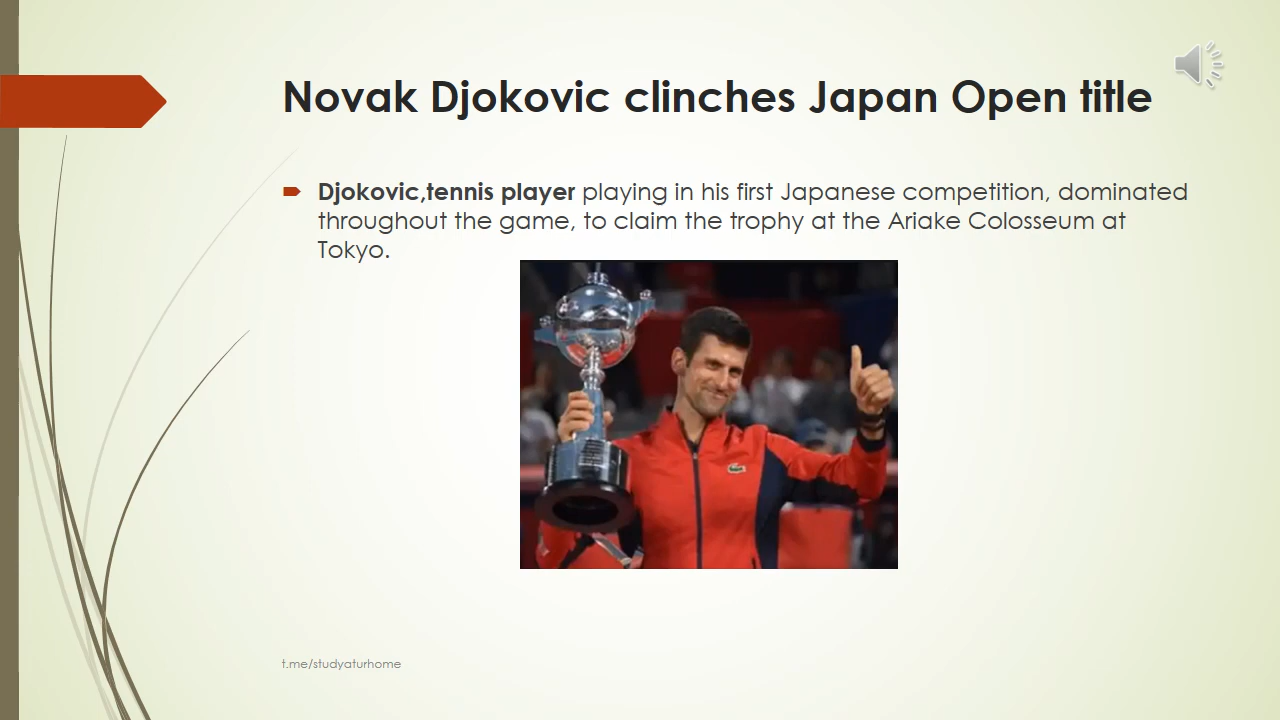 Novak Djokovic clinches Japan Open title
Djokovic,tennis player playing in his first Japanese competition, dominated
throughout the game, to claim the trophy at the Ariake Colosseum at
Tokyo.
t.me/studyaturhome